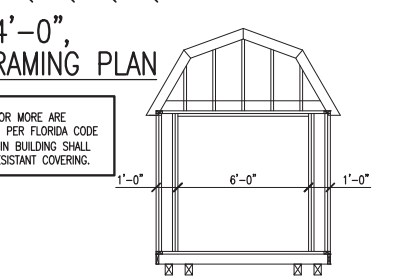 4'-0",
RAMING PLAN
OR MORE ARE
PER FLORIDA CODE
IN BUILDING SHALL
ESISTANT COVERING.
1'-0" 6'-0" 1'-0"